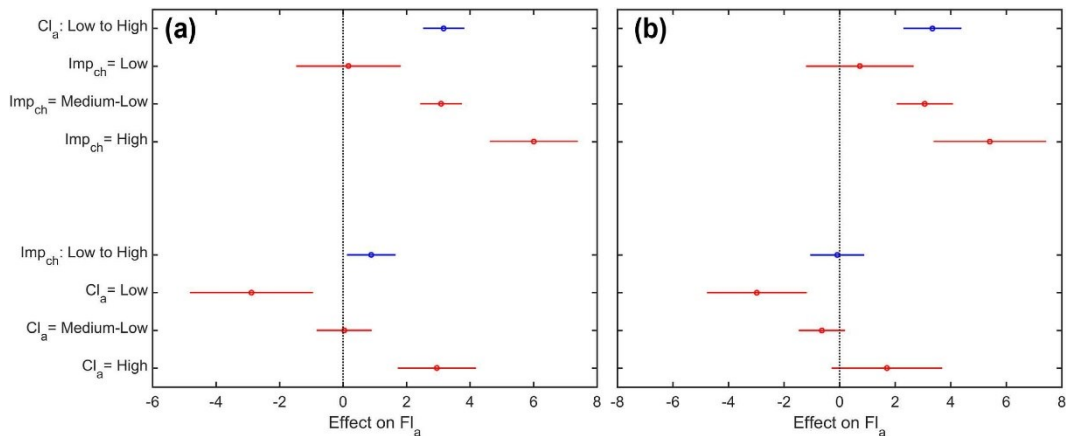 (a)
(b)
Cl_a: Low to High
Imp_ch= Low
Imp_ch= Medium-Low
Imp_ch= High
Imp_ch: Low to High
Cl_a= Low
Cl_a= Medium-Low
Cl_a= High
-6 -4 -2 0 2 4 6 8
-8 -6 -4 -2 0 2 4 6 8
Effect on Fl_a
Effect on Fl_a